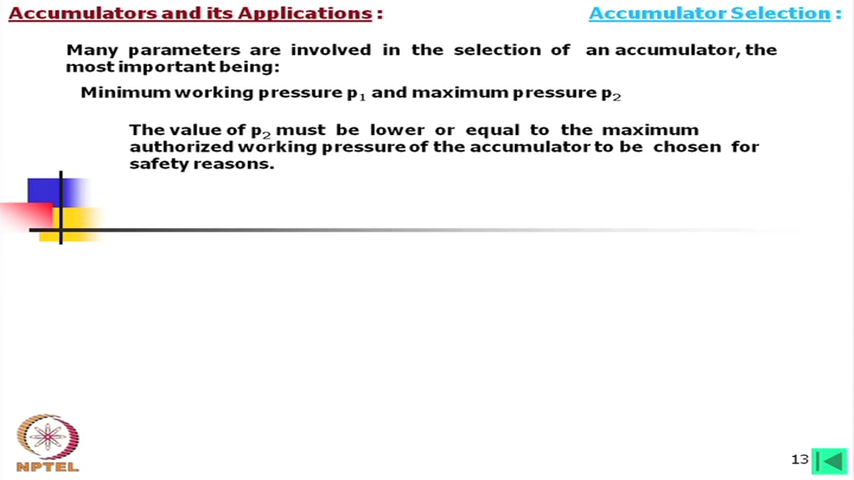 Accumulators and its Applications :
Accumulator Selection :
Many parameters are involved in the selection of an accumulator, the
most important being:
Minimum working pressure p₁ and maximum pressure p₂
The value of p₂ must be lower or equal to the maximum
authorized working pressure of the accumulator to be chosen for
safety reasons.
NPTEL
13